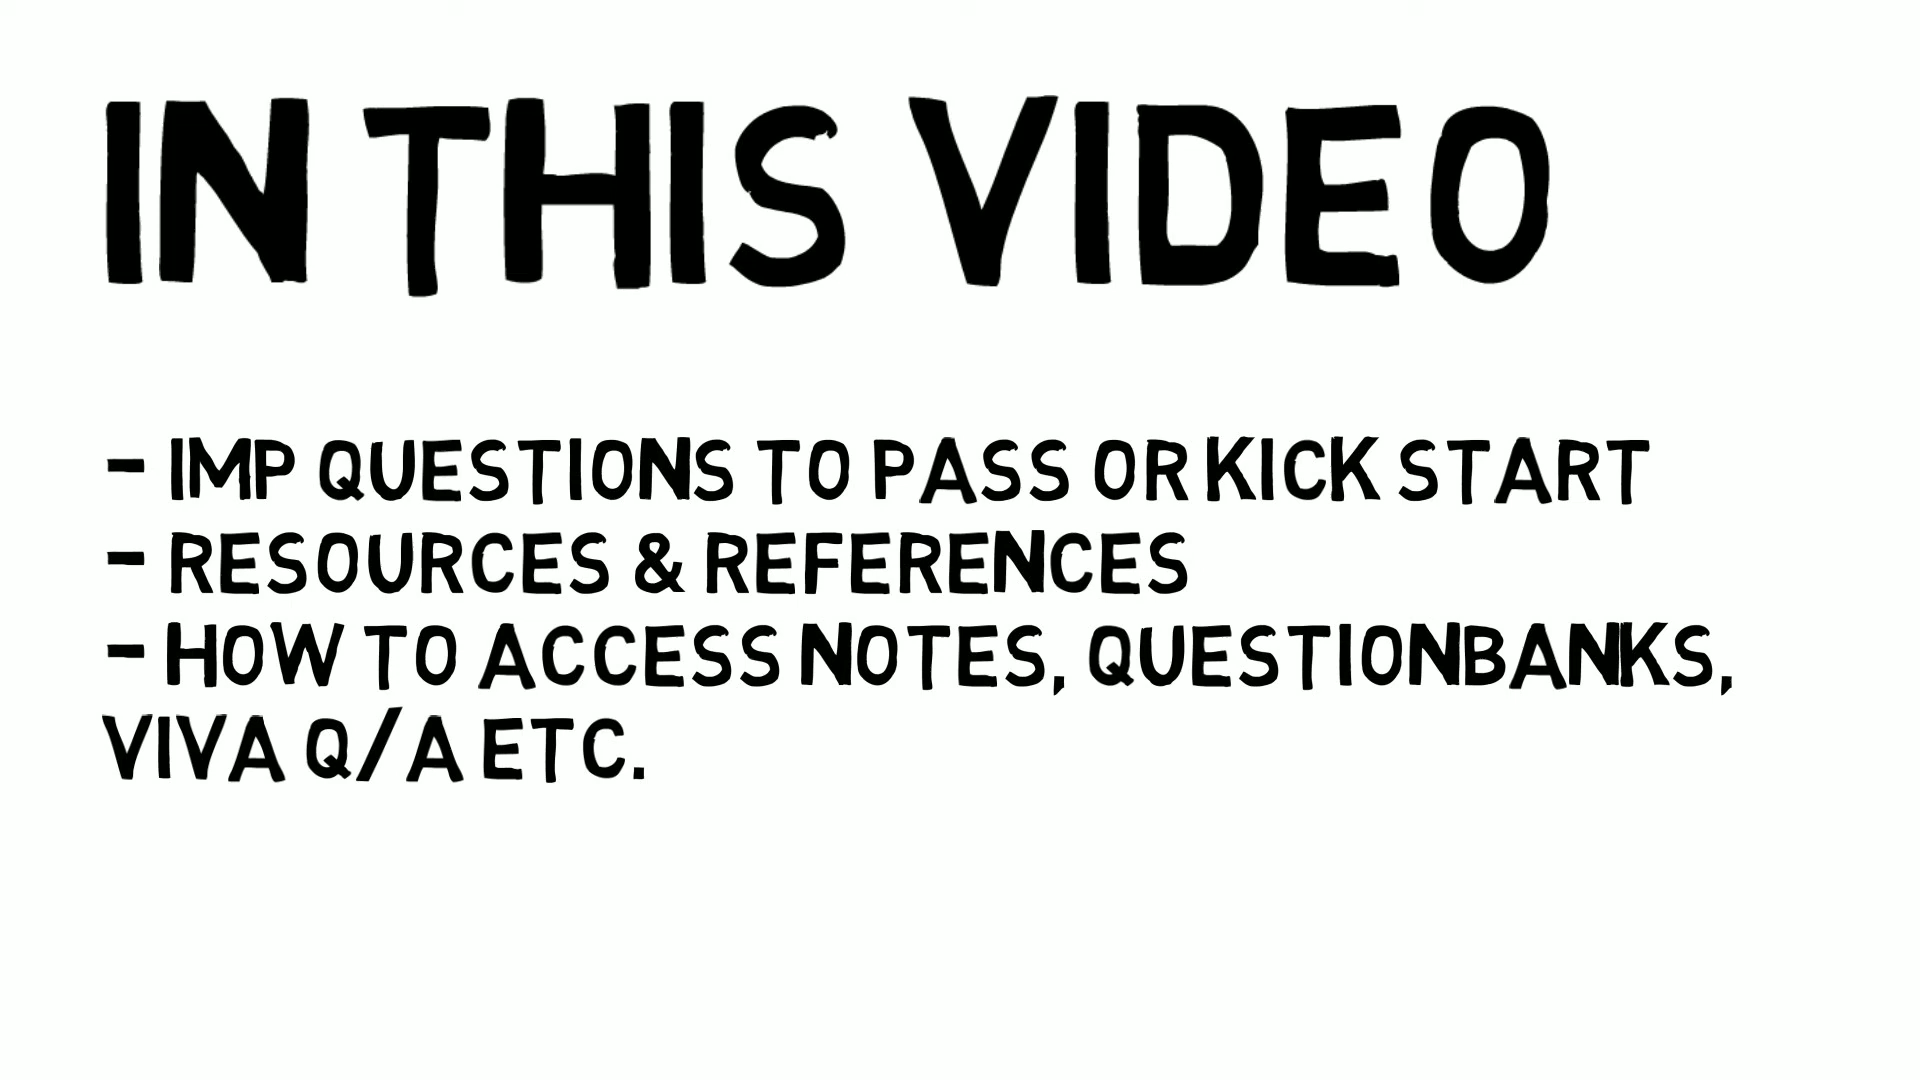 IN THIS VIDEO
- IMP QUESTIONS TO PASS OR KICK START
- RESOURCES & REFERENCES
- HOW TO ACCESS NOTES, QUESTIONBANKS,
VIVA Q/A ETC.